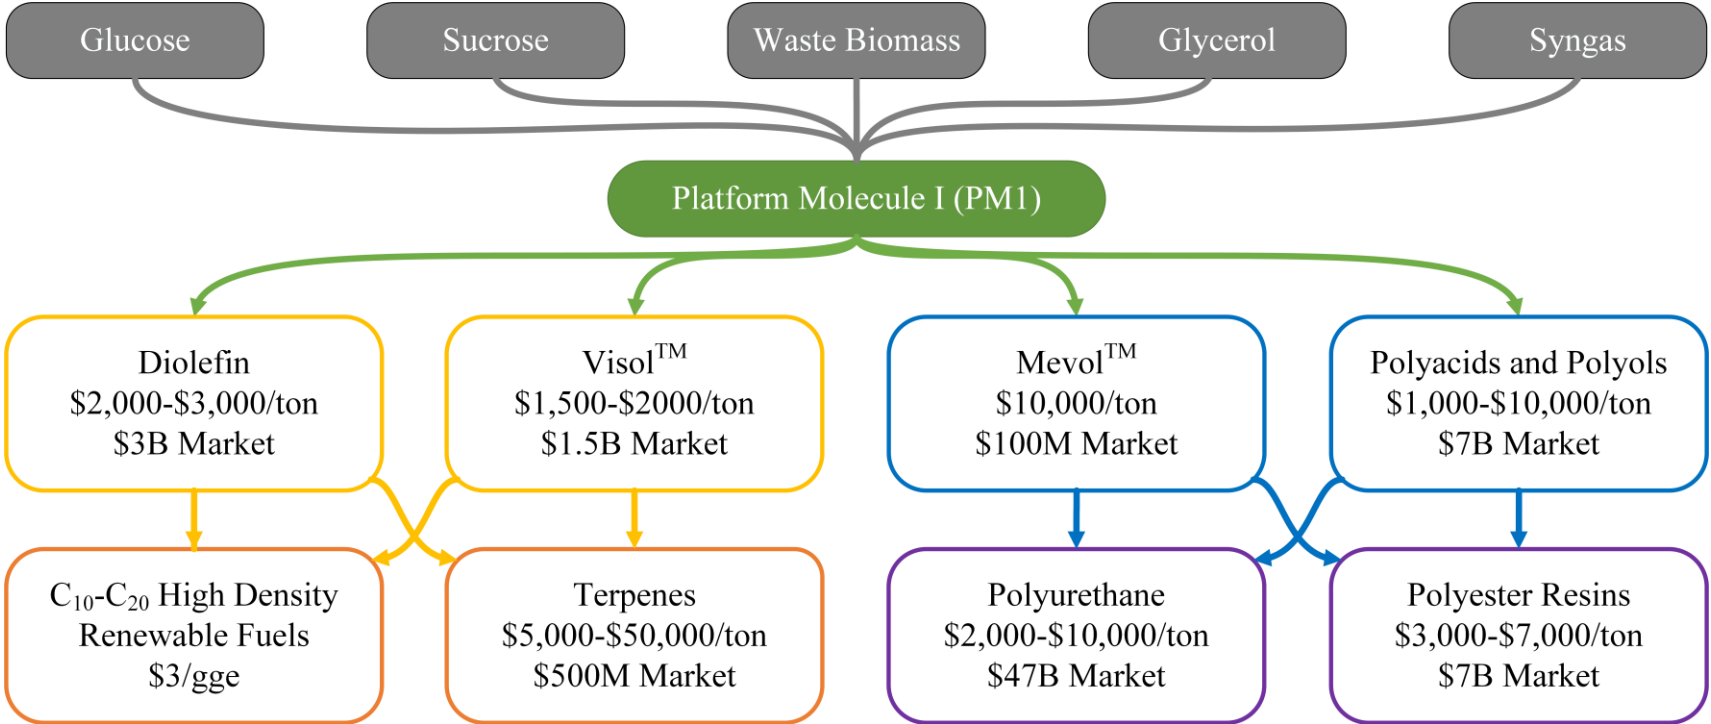 Glucose
Sucrose
Waste Biomass
Glycerol
Syngas
Platform Molecule I (PM1)
Diolefin
$2,000-$3,000/ton
$3B Market
Visol™
$1,500-$2000/ton
$1.5B Market
Mevol™
$10,000/ton
$100M Market
Polyacids and Polyols
$1,000-$10,000/ton
$7B Market
C₁₀-C₂₀ High Density
Renewable Fuels
$3/gge
Terpenes
$5,000-$50,000/ton
$500M Market
Polyurethane
$2,000-$10,000/ton
$47B Market
Polyester Resins
$3,000-$7,000/ton
$7B Market